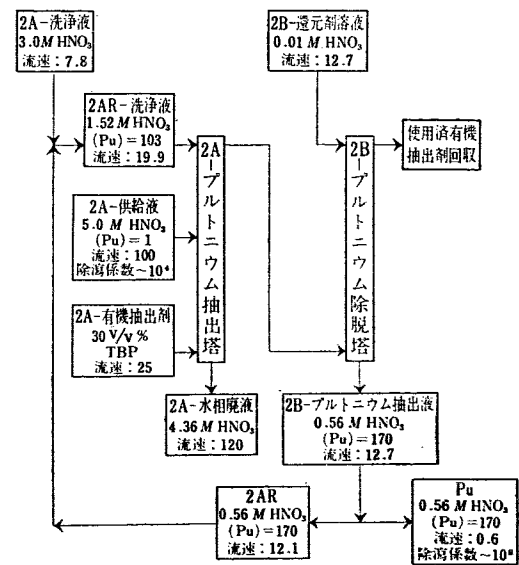 2A-洗浄液
3.0M HNO₃
流速：7.8
2B-還元剤溶液
0.01 M HNO₃
流速：12.7
2AR-洗浄液
1.52 M HNO₃
(Pu)＝103
流速：19.9
2A-プルトニウム抽出塔
2B-プルトニウム除脱塔
使用済有機
抽出剤回収
2A-供給液
5.0 M HNO₃
(Pu)＝1
流速：100
除瀉係数～10⁴
2A-有機抽出剤
30 V/V %
TBP
流速：25
2A-水相廃液
4.36 M HNO₃
流速：120
2B-プルトニウム抽出液
0.56 M HNO₃
(Pu)＝170
流速：12.7
2AR
0.56 M HNO₃
(Pu)＝170
流速：12.1
Pu
0.56 M HNO₃
(Pu)＝170
流速：0.6
除瀉係数～10⁸